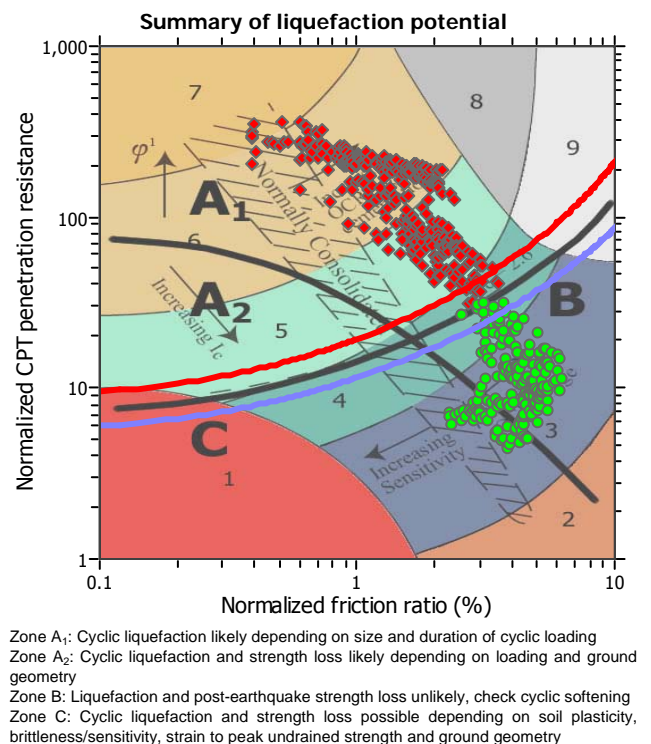 Summary of liquefaction potential
1,000
7
8
9
φ¹
A₁
Normally Consolidated
100
6
2.6
Increasing Ic
A₂
B
5
10
4
3
C
Increasing
Sensitivity
1
2
1
0.1
1
10
Normalized CPT penetration resistance
Normalized friction ratio (%)
Zone A₁: Cyclic liquefaction likely depending on size and duration of cyclic loading
Zone A₂: Cyclic liquefaction and strength loss likely depending on loading and ground
geometry
Zone B: Liquefaction and post-earthquake strength loss unlikely, check cyclic softening
Zone C: Cyclic liquefaction and strength loss possible depending on soil plasticity,
brittleness/sensitivity, strain to peak undrained strength and ground geometry